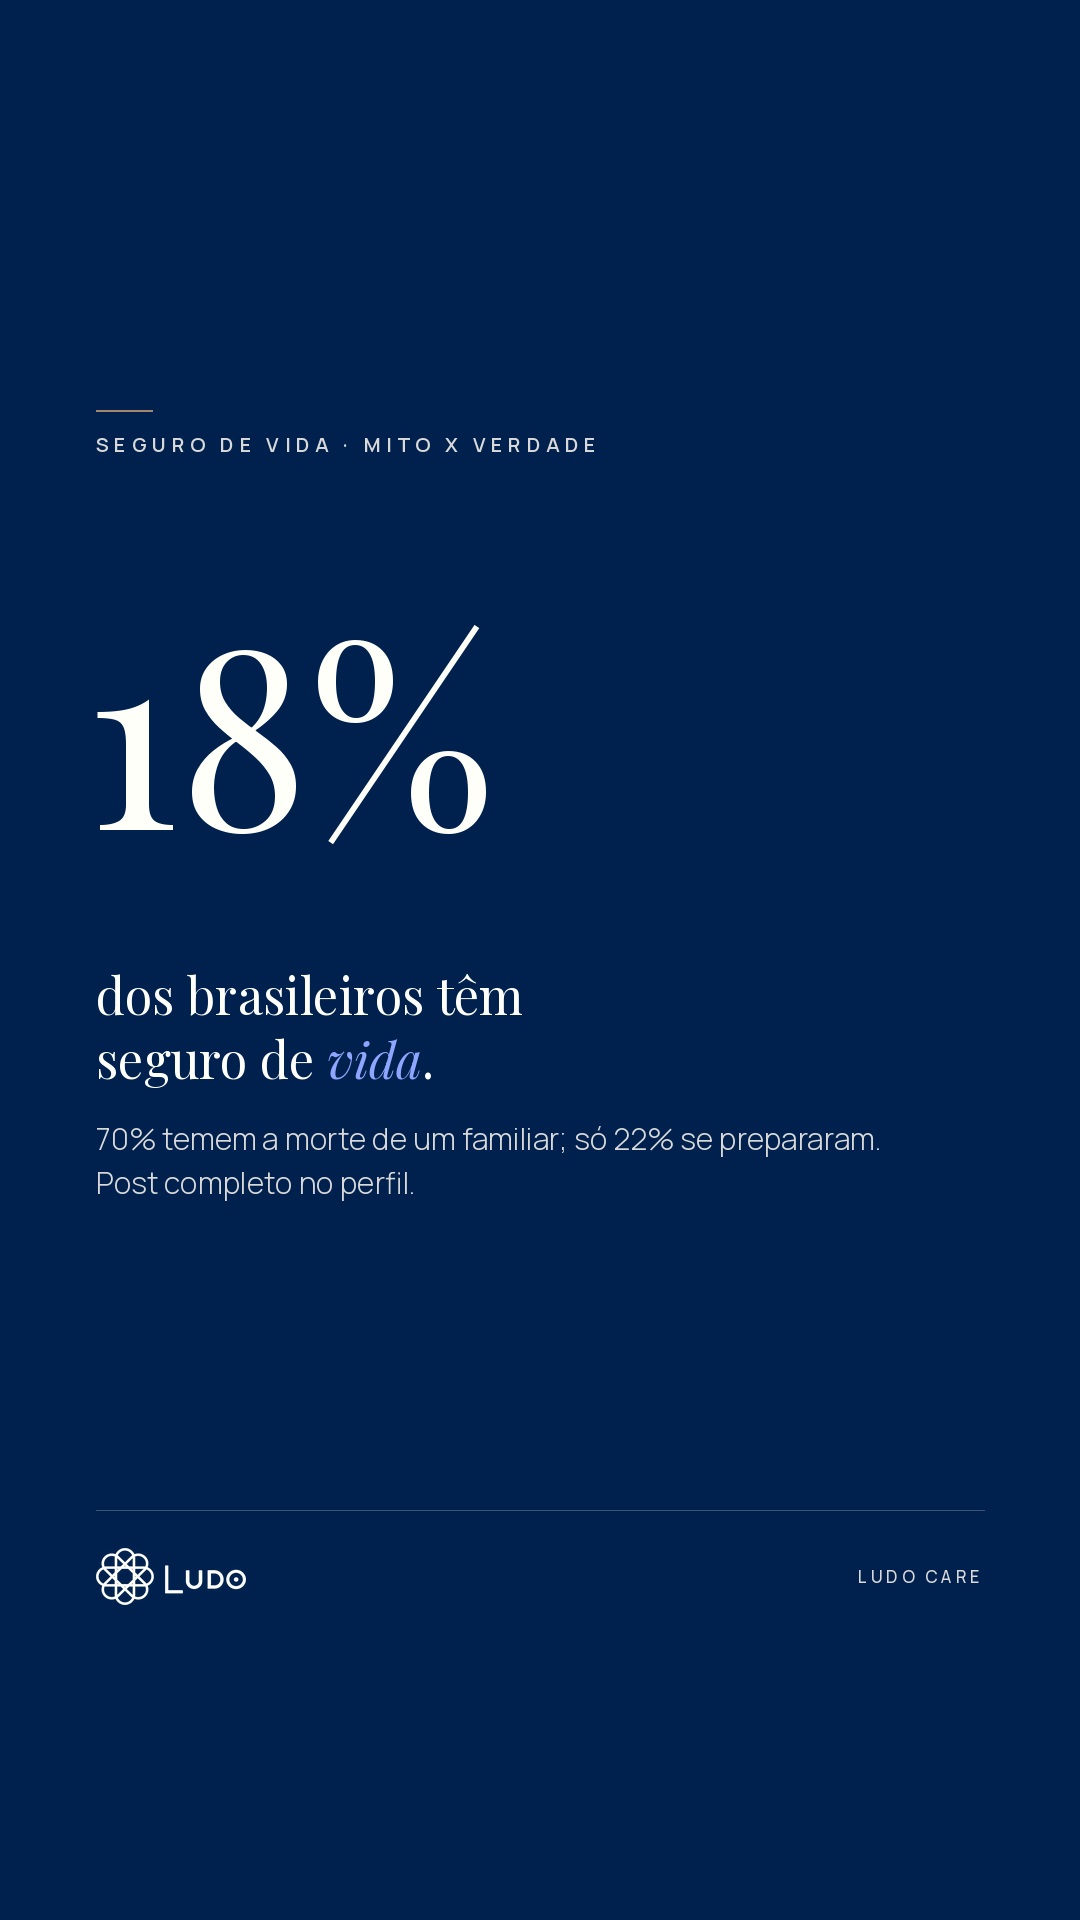 SEGURO DE VIDA · MITO X VERDADE
18%
dos brasileiros têm
seguro de vida.
70% temem a morte de um familiar; só 22% se prepararam.
Post completo no perfil.
LUDO
LUDO CARE